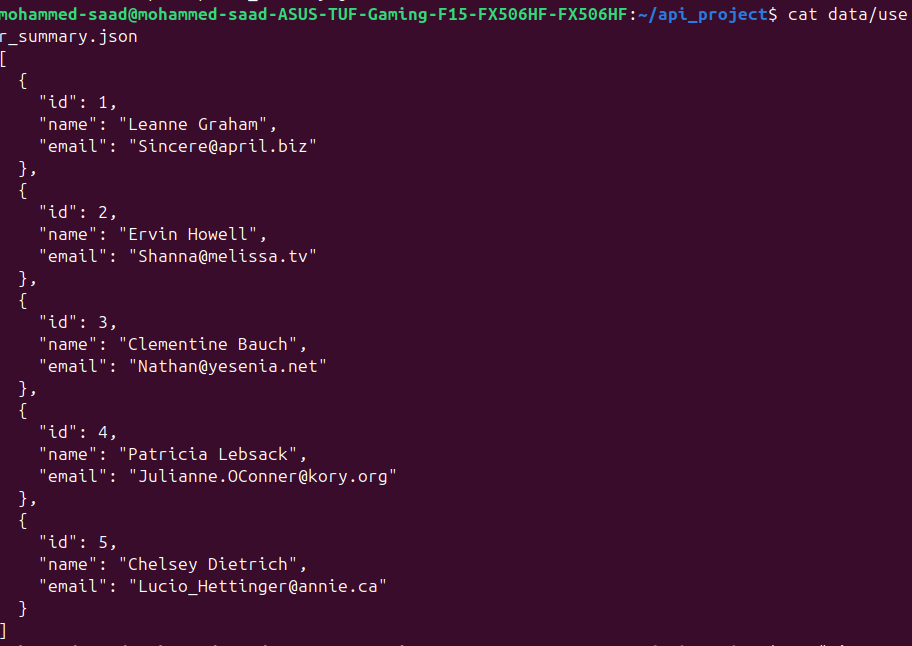 mohammed-saad@mohammed-saad-ASUS-TUF-Gaming-F15-FX506HF-FX506HF:~/api_project$ cat data/use
r_summary.json
[
  {
    "id": 1,
    "name": "Leanne Graham",
    "email": "Sincere@april.biz"
  },
  {
    "id": 2,
    "name": "Ervin Howell",
    "email": "Shanna@melissa.tv"
  },
  {
    "id": 3,
    "name": "Clementine Bauch",
    "email": "Nathan@yesenia.net"
  },
  {
    "id": 4,
    "name": "Patricia Lebsack",
    "email": "Julianne.OConner@kory.org"
  },
  {
    "id": 5,
    "name": "Chelsey Dietrich",
    "email": "Lucio_Hettinger@annie.ca"
  }
]